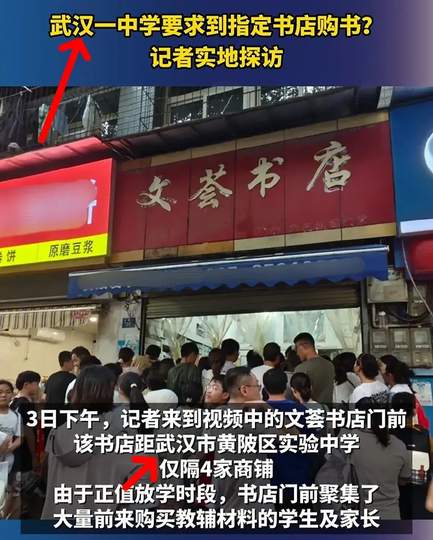 武汉一中学要求到指定书店购书?
记者实地探访
文荟书店
饼 原磨豆浆
3日下午，记者来到视频中的文荟书店门前
该书店距武汉市黄陂区实验中学
仅隔4家商铺
由于正值放学时段，书店门前聚集了
大量前来购买教辅材料的学生及家长